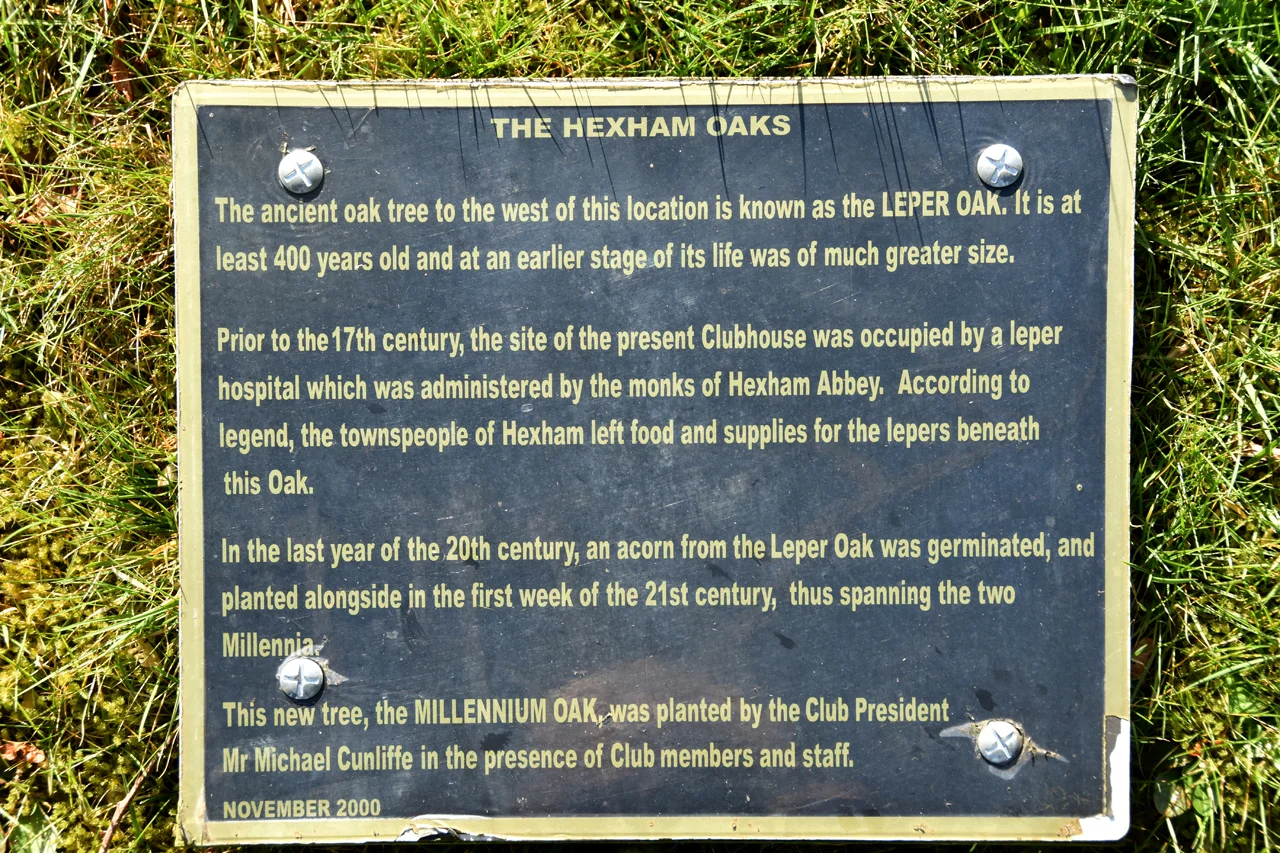 THE HEXHAM OAKS
The ancient oak tree to the west of this location is known as the LEPER OAK. It is at
least 400 years old and at an earlier stage of its life was of much greater size.
Prior to the 17th century, the site of the present Clubhouse was occupied by a leper
hospital which was administered by the monks of Hexham Abbey. According to
legend, the townspeople of Hexham left food and supplies for the lepers beneath
this Oak.
In the last year of the 20th century, an acorn from the Leper Oak was germinated, and
planted alongside in the first week of the 21st century, thus spanning the two
Millennia.
This new tree, the MILLENNIUM OAK, was planted by the Club President
Mr Michael Cunliffe in the presence of Club members and staff.
NOVEMBER 2000